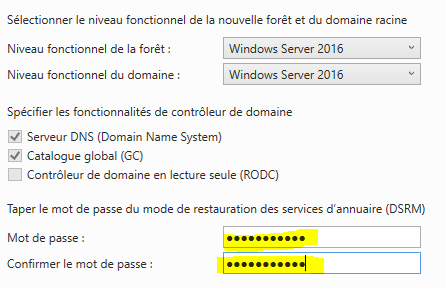 Sélectionner le niveau fonctionnel de la nouvelle forêt et du domaine racine
Niveau fonctionnel de la forêt : Windows Server 2016
Niveau fonctionnel du domaine : Windows Server 2016
Spécifier les fonctionnalités de contrôleur de domaine
Serveur DNS (Domain Name System)
Catalogue global (GC)
Contrôleur de domaine en lecture seule (RODC)
Taper le mot de passe du mode de restauration des services d'annuaire (DSRM)
Mot de passe : ●●●●●●●●●●●
Confirmer le mot de passe : ●●●●●●●●●●●